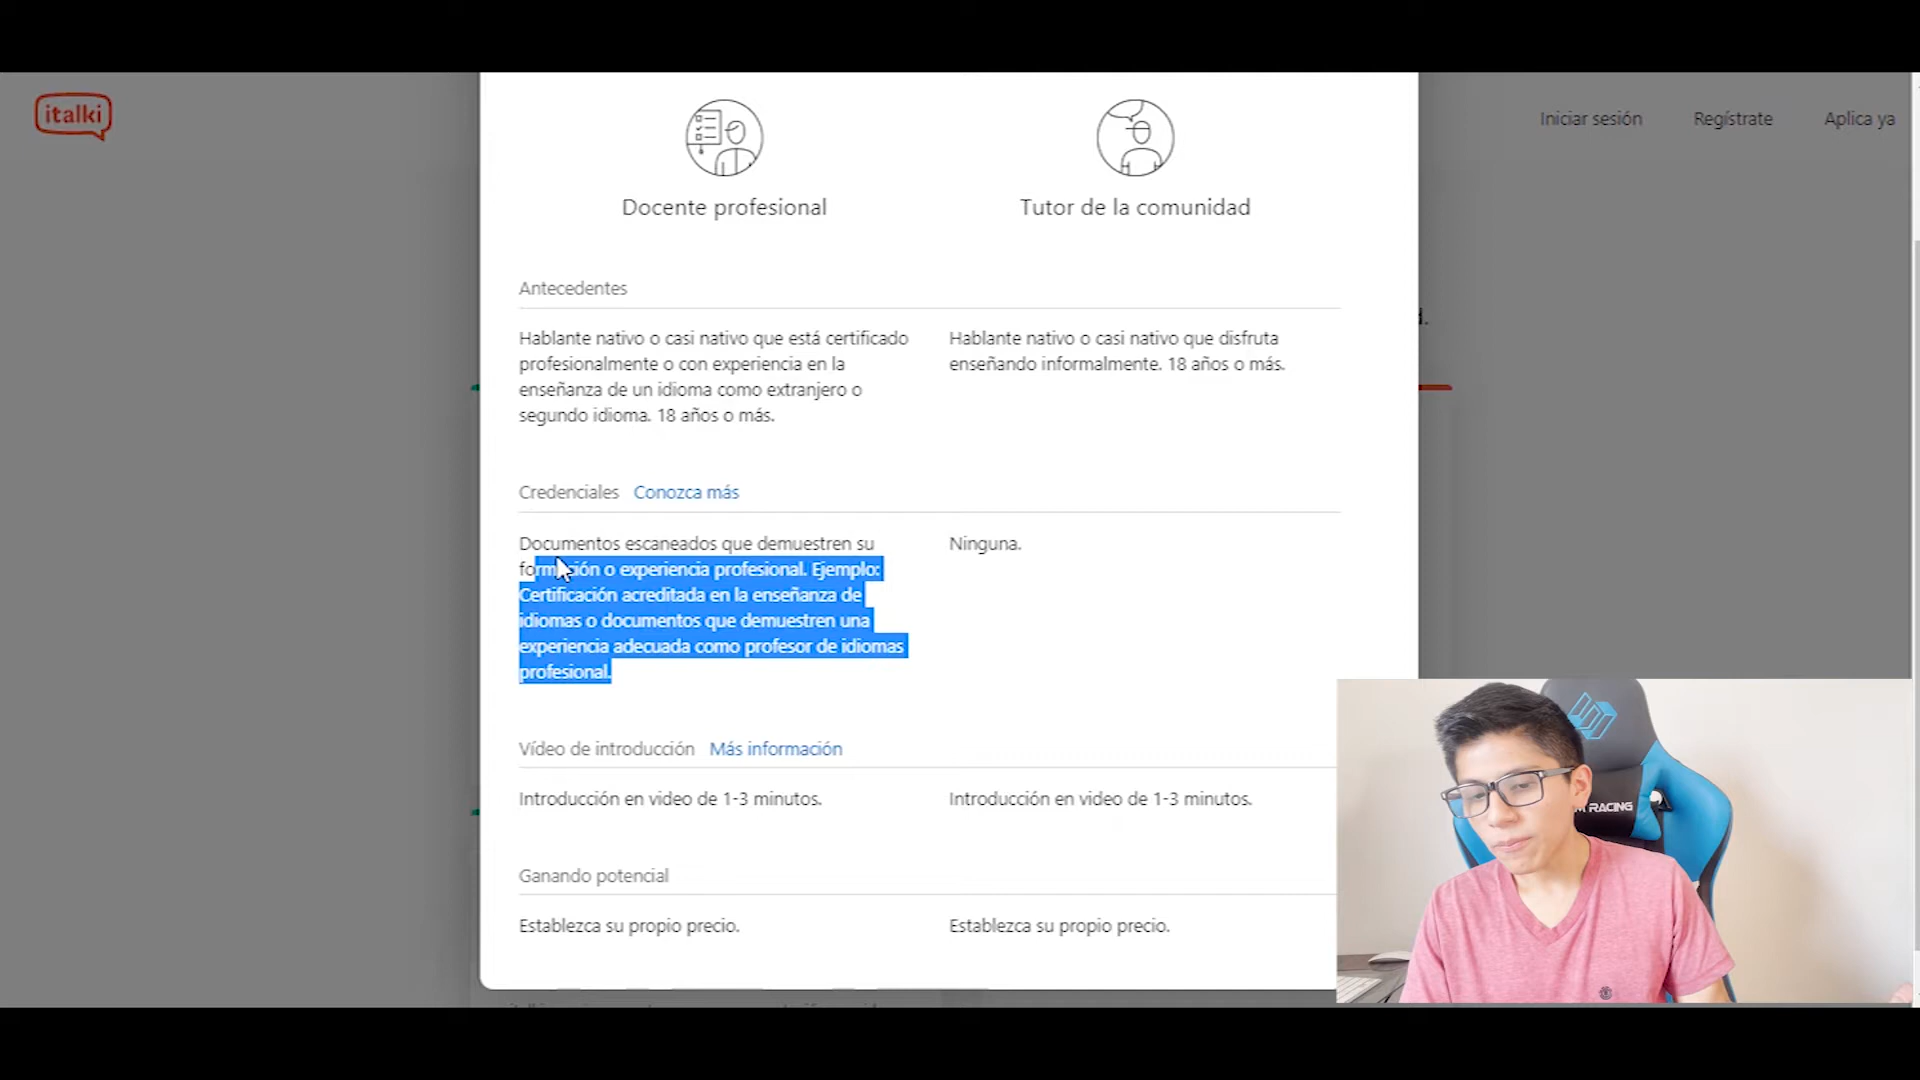 italki
Iniciar sesión
Regístrate
Aplica ya
Docente profesional
Tutor de la comunidad
Antecedentes
Hablante nativo o casi nativo que está certificado
profesionalmente o con experiencia en la
enseñanza de un idioma como extranjero o
segundo idioma. 18 años o más.
Hablante nativo o casi nativo que disfruta
enseñando informalmente. 18 años o más.
Credenciales Conozca más
Documentos escaneados que demuestren su
formación o experiencia profesional. Ejemplo:
Certificación acreditada en la enseñanza de
idiomas o documentos que demuestren una
experiencia adecuada como profesor de idiomas
profesional.
Ninguna.
Vídeo de introducción Más información
Introducción en video de 1-3 minutos.
Introducción en video de 1-3 minutos.
Ganando potencial
Establezca su propio precio.
Establezca su propio precio.
RACING